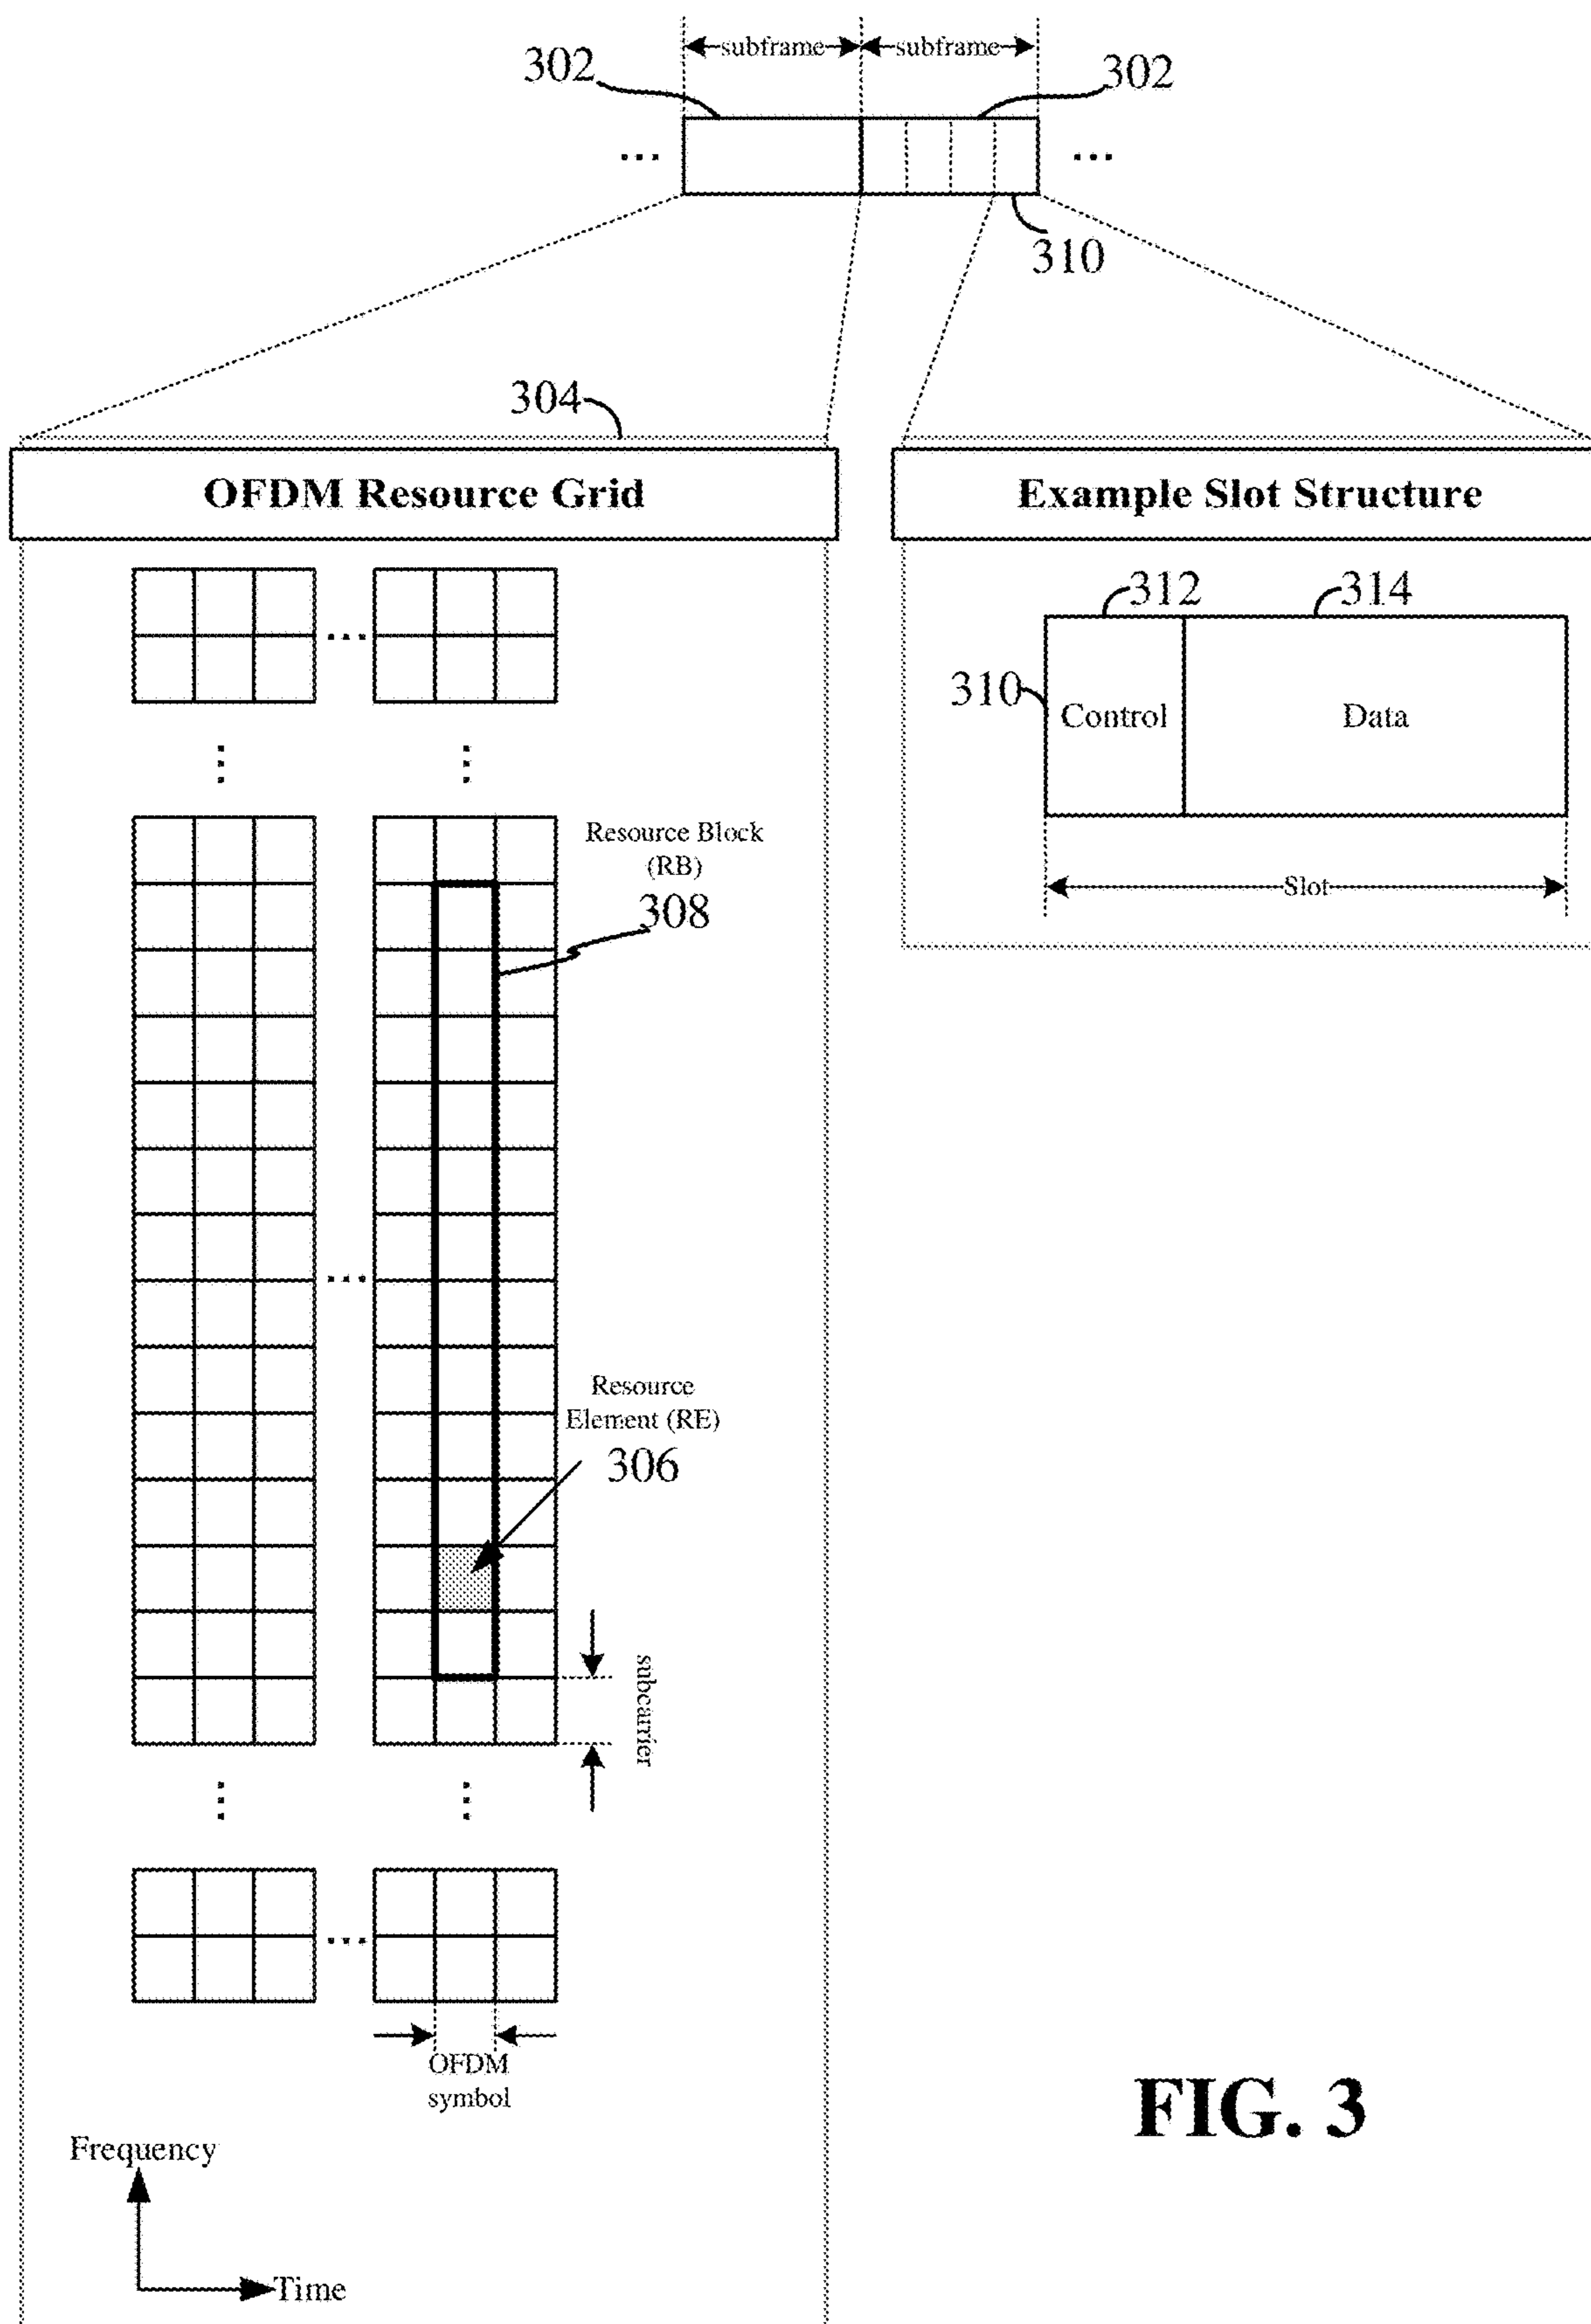 subframe subframe
302 302
... ...
310
304
OFDM Resource Grid Example Slot Structure
312 314
310
Control Data
Slot
Resource Block
(RB)
308
Resource
Element (RE)
306
subcarrier
OFDM
symbol
Frequency
Time
FIG. 3